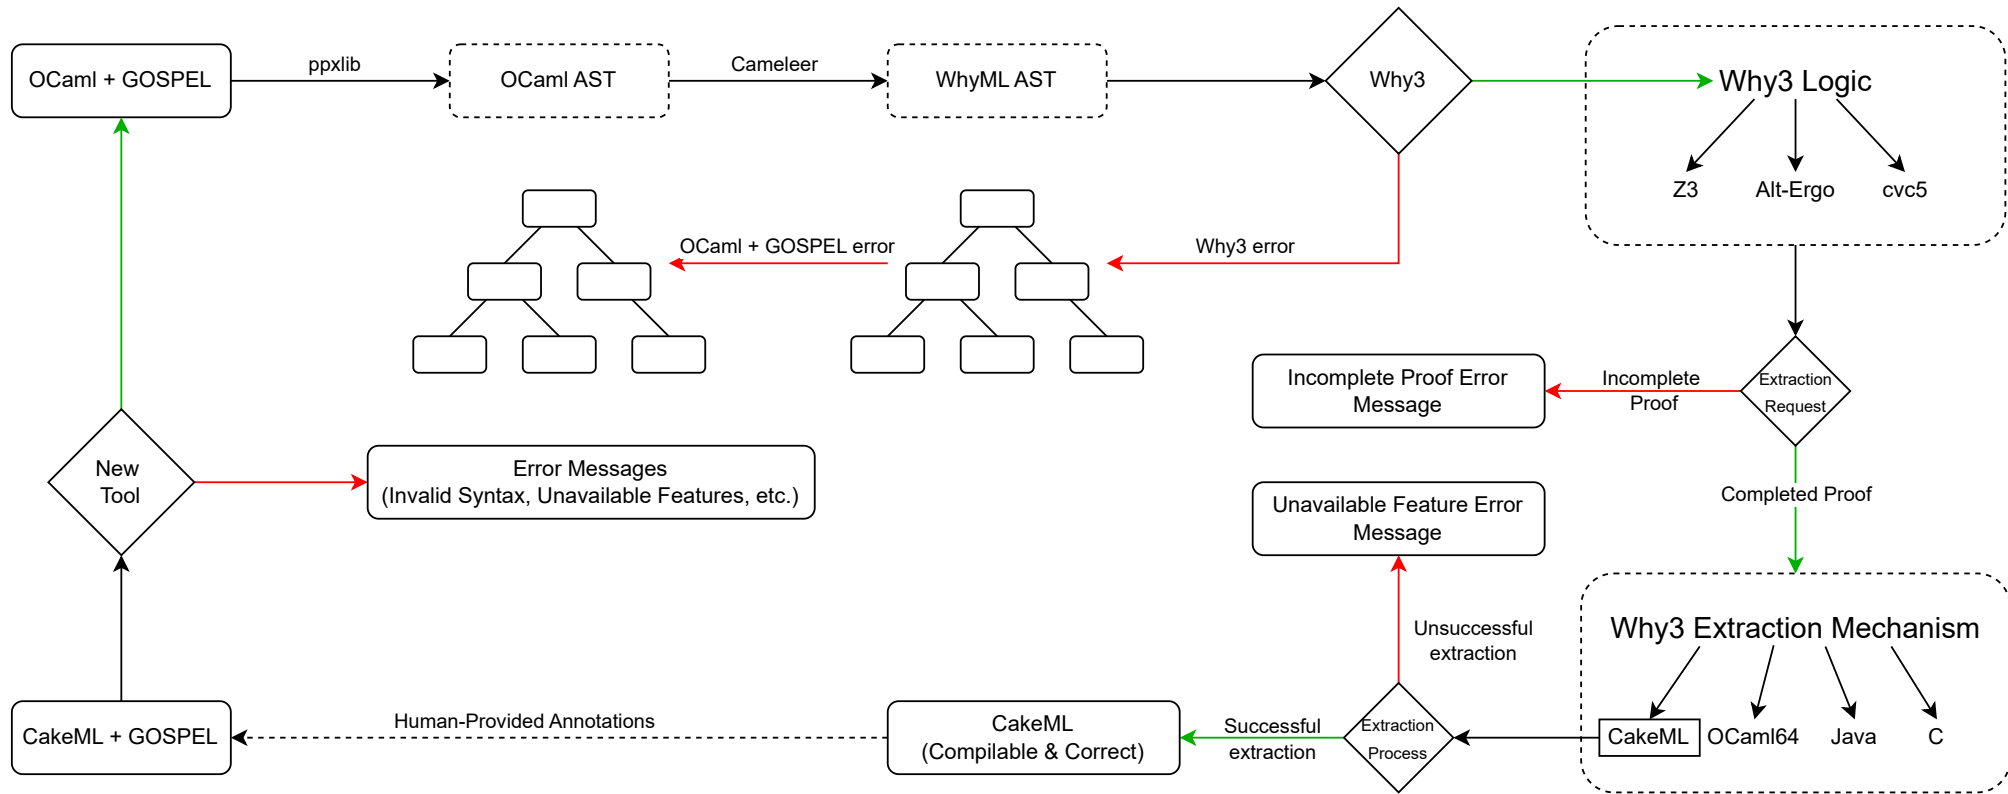 OCaml + GOSPEL
ppxlib
OCaml AST
Cameleer
WhyML AST
Why3
Why3 Logic
Z3
Alt-Ergo
cvc5
OCaml + GOSPEL error
Why3 error
Incomplete Proof Error
Message
Incomplete
Proof
Extraction
Request
New
Tool
Error Messages
(Invalid Syntax, Unavailable Features, etc.)
Unavailable Feature Error
Message
Completed Proof
Unsuccessful
extraction
Why3 Extraction Mechanism
CakeML
OCaml64
Java
C
CakeML + GOSPEL
Human-Provided Annotations
CakeML
(Compilable & Correct)
Successful
extraction
Extraction
Process